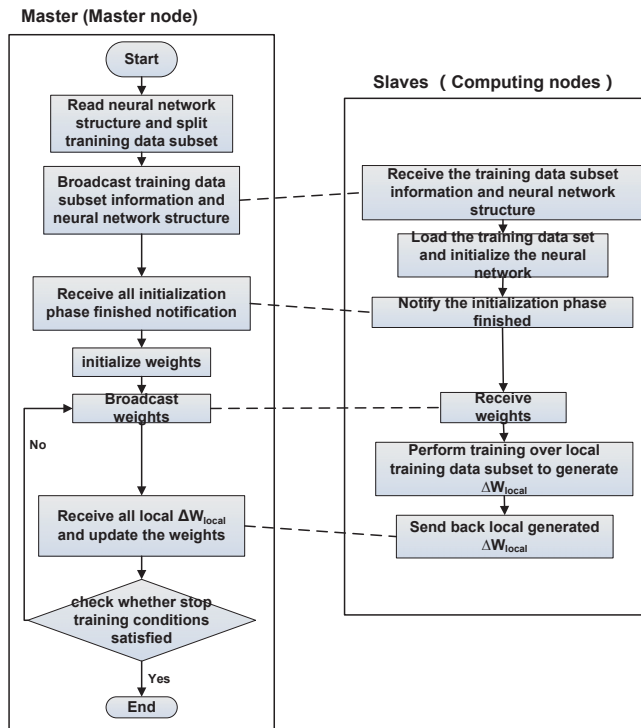 Master (Master node)
Start
Read neural network
structure and split
tranining data subset
Broadcast training data
subset information and
neural network structure
Receive all initialization
phase finished notification
initialize weights
Broadcast
weights
No
Receive all local ΔWlocal
and update the weights
check whether stop
training conditions
satisfied
Yes
End
Slaves ( Computing nodes )
Receive the training data subset
information and neural network
structure
Load the training data set
and initialize the neural
network
Notify the initialization phase
finished
Receive
weights
Perform training over local
training data subset to generate
ΔWlocal
Send back local generated
ΔWlocal